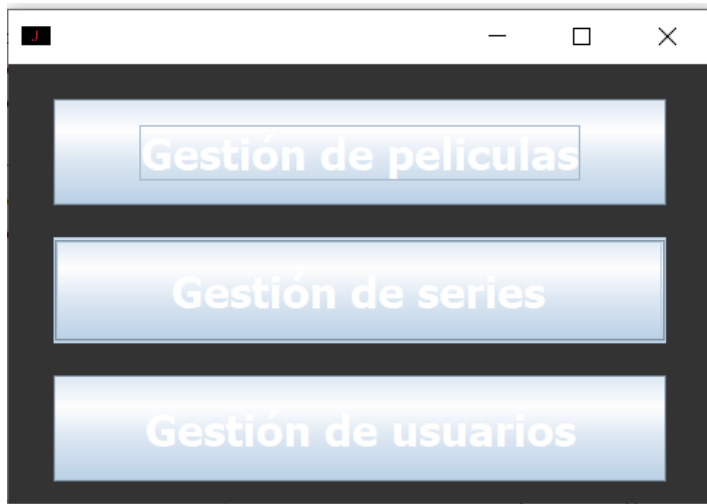 J
Gestión de peliculas
Gestión de series
Gestión de usuarios